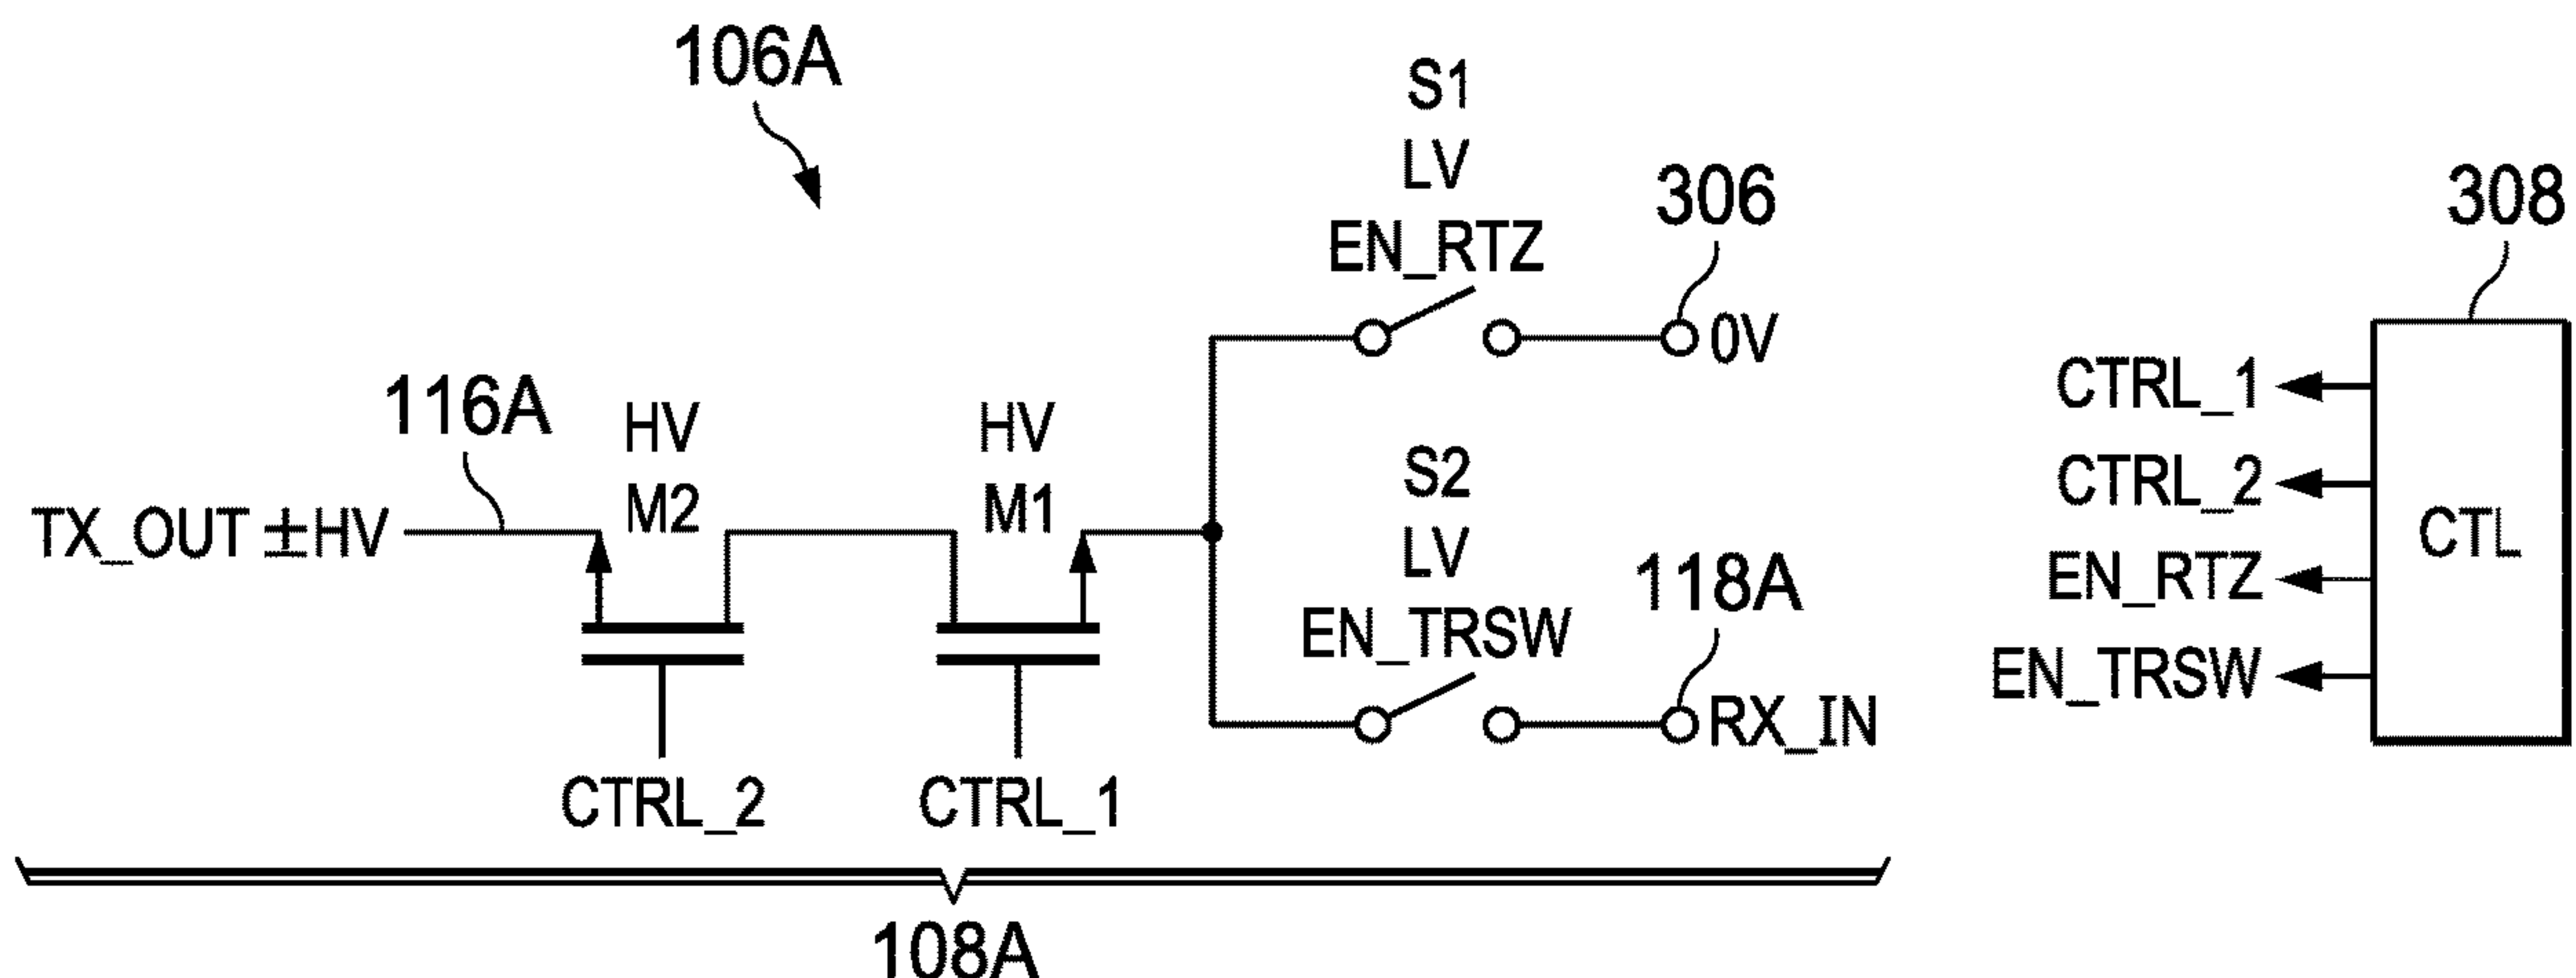 106A
S1
LV
EN_RTZ
306
0V
308
116A
HV
M2
HV
M1
TX_OUT ±HV
S2
LV
EN_TRSW
118A
RX_IN
CTRL_1
CTRL_2
EN_RTZ
EN_TRSW
CTL
CTRL_2
CTRL_1
108A